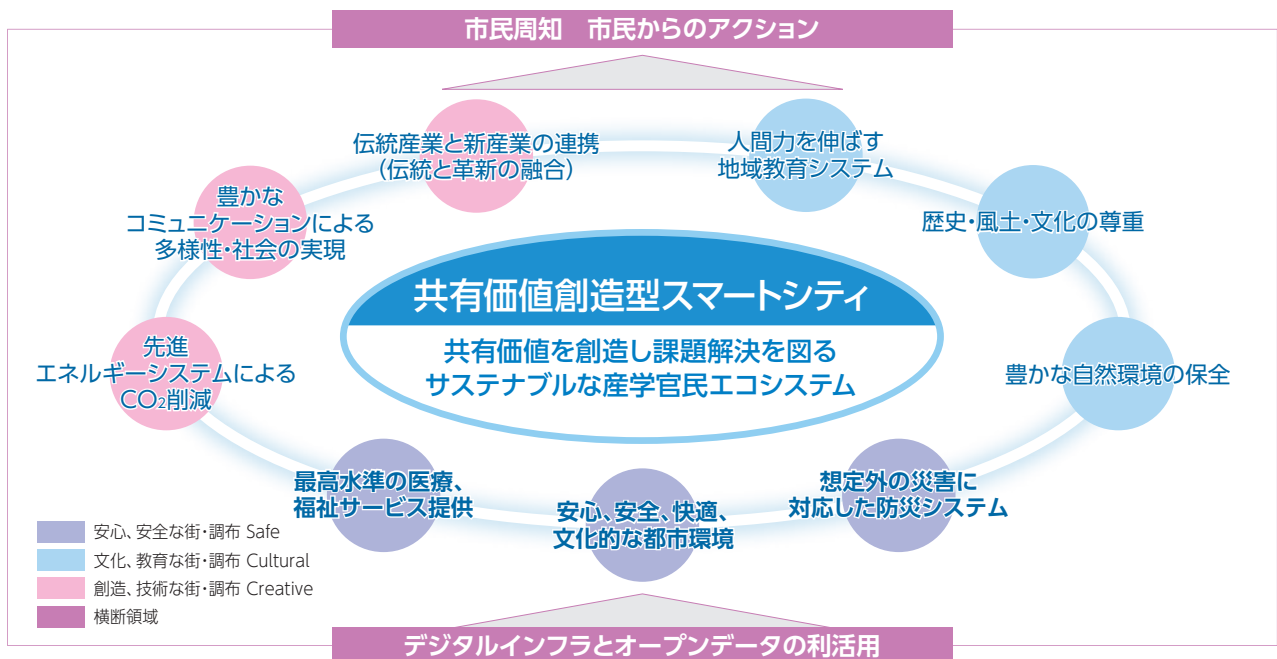 市民周知　市民からのアクション
伝統産業と新産業の連携
(伝統と革新の融合)
人間力を伸ばす
地域教育システム
豊かな
コミュニケーションによる
多様性・社会の実現
歴史・風土・文化の尊重
共有価値創造型スマートシティ
共有価値を創造し課題解決を図る
サステナブルな産学官民エコシステム
先進
エネルギーシステムによる
CO₂削減
豊かな自然環境の保全
最高水準の医療、
福祉サービス提供
安心、安全、快適、
文化的な都市環境
想定外の災害に
対応した防災システム
安心、安全な街・調布 Safe
文化、教育な街・調布 Cultural
創造、技術な街・調布 Creative
横断領域
デジタルインフラとオープンデータの利活用